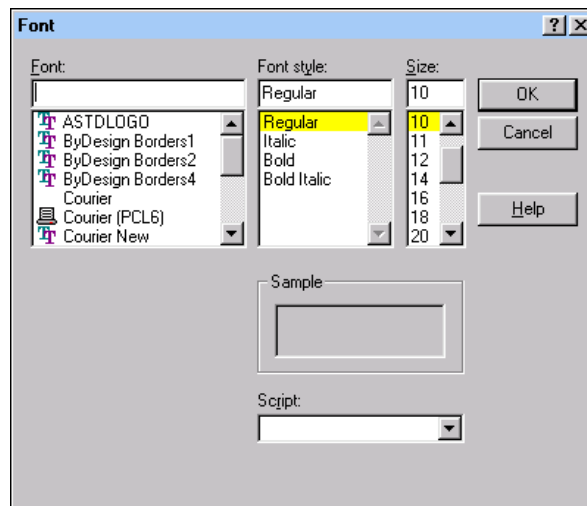 Font
Font: Font style: Size:
Regular 10 OK
ASTDLOGO Regular 10
ByDesign Borders1 Italic 11 Cancel
ByDesign Borders2 Bold 12
ByDesign Borders4 Bold Italic 14
Courier 16
Courier (PCL6) 18 Help
Courier New 20
Sample
Script: